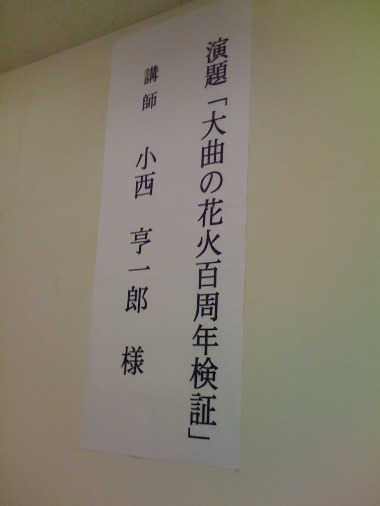 演題「大曲の花火百周年検証」
講師 小西 亨一郎 様